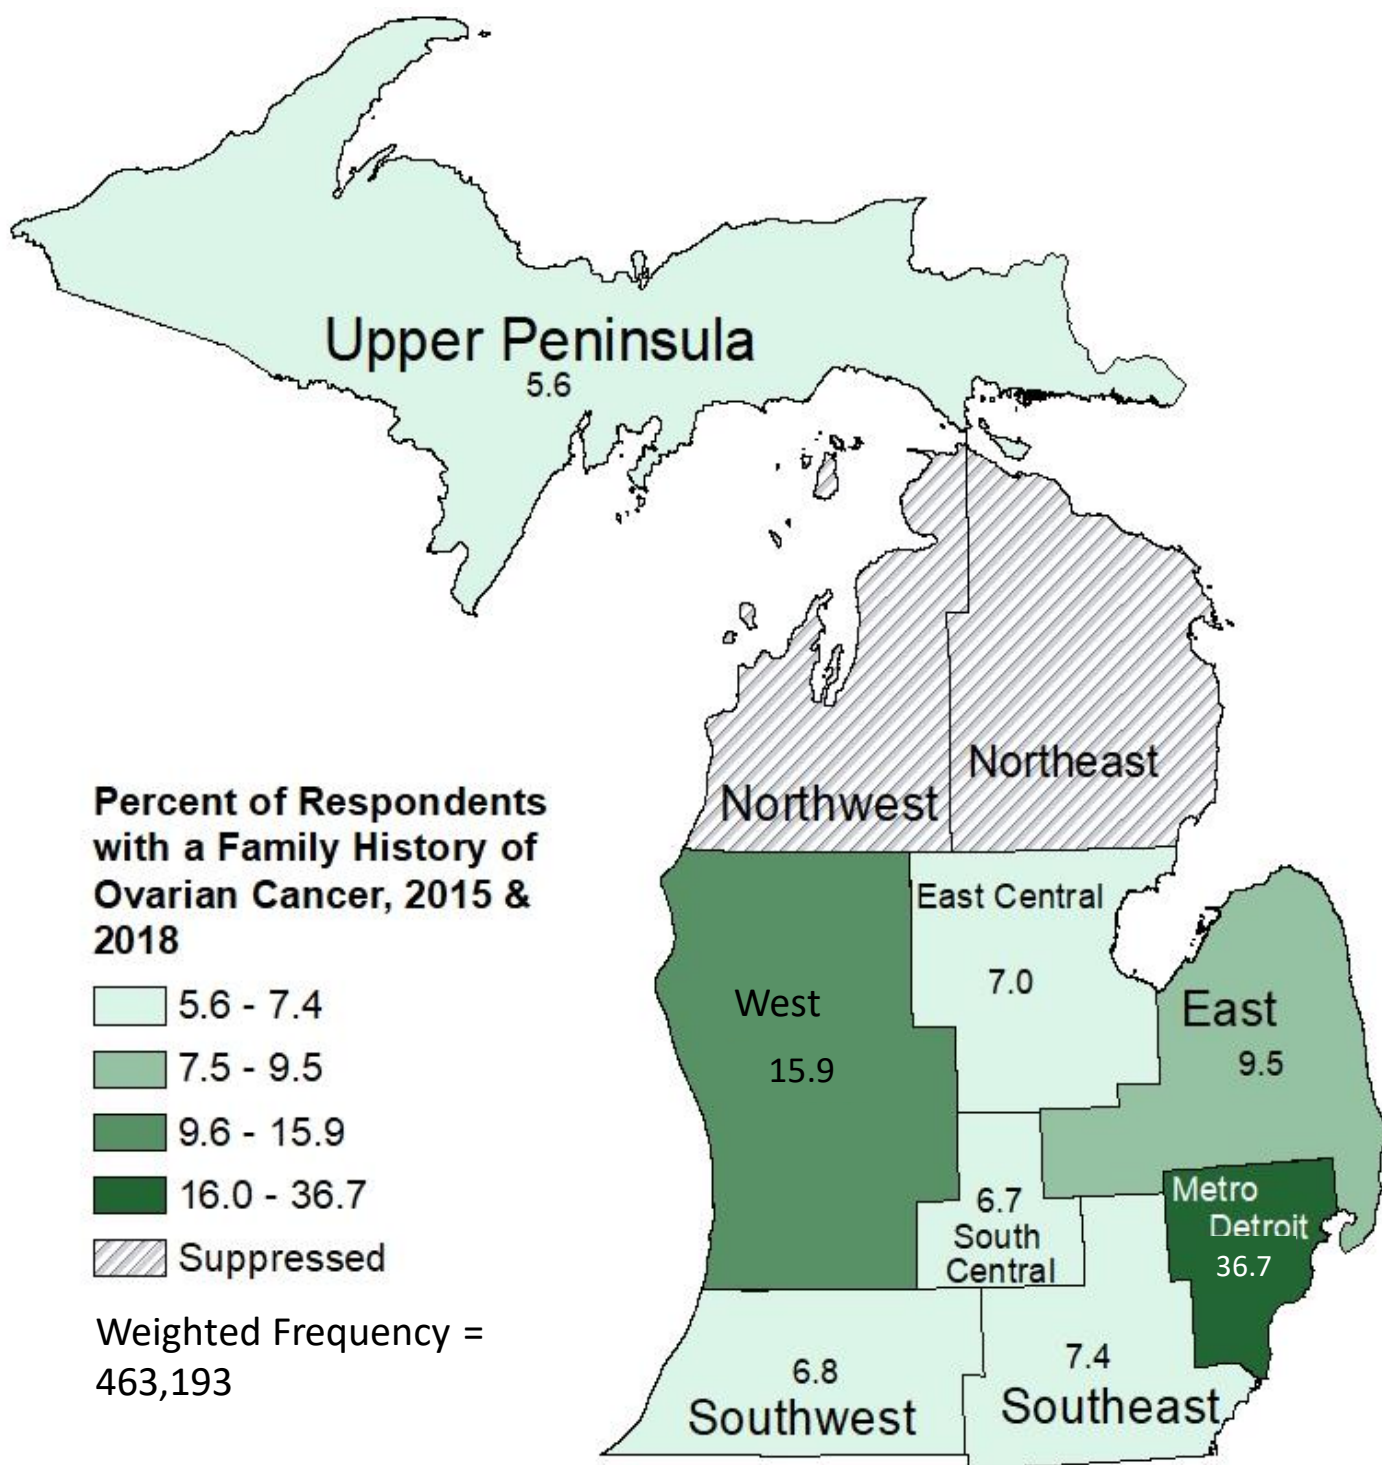 Upper Peninsula
5.6
Northeast
Northwest
Percent of Respondents
with a Family History of
Ovarian Cancer, 2015 &
2018
5.6 - 7.4
7.5 - 9.5
9.6 - 15.9
16.0 - 36.7
Suppressed
Weighted Frequency =
463,193
East Central
7.0
West
15.9
East
9.5
Metro
Detroit
36.7
6.7
South
Central
6.8
Southwest
7.4
Southeast